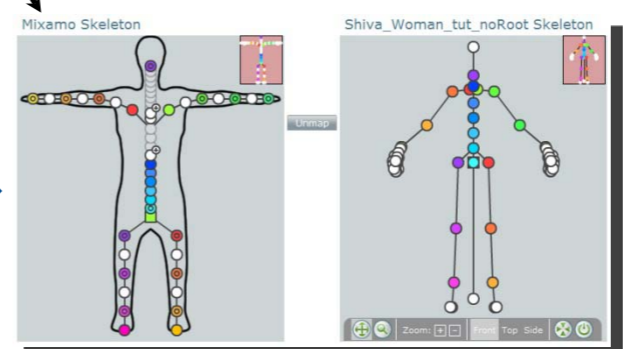 Mixamo Skeleton
Shiva_Woman_tut_noRoot Skeleton
Unmap
Zoom: + - Front Top Side